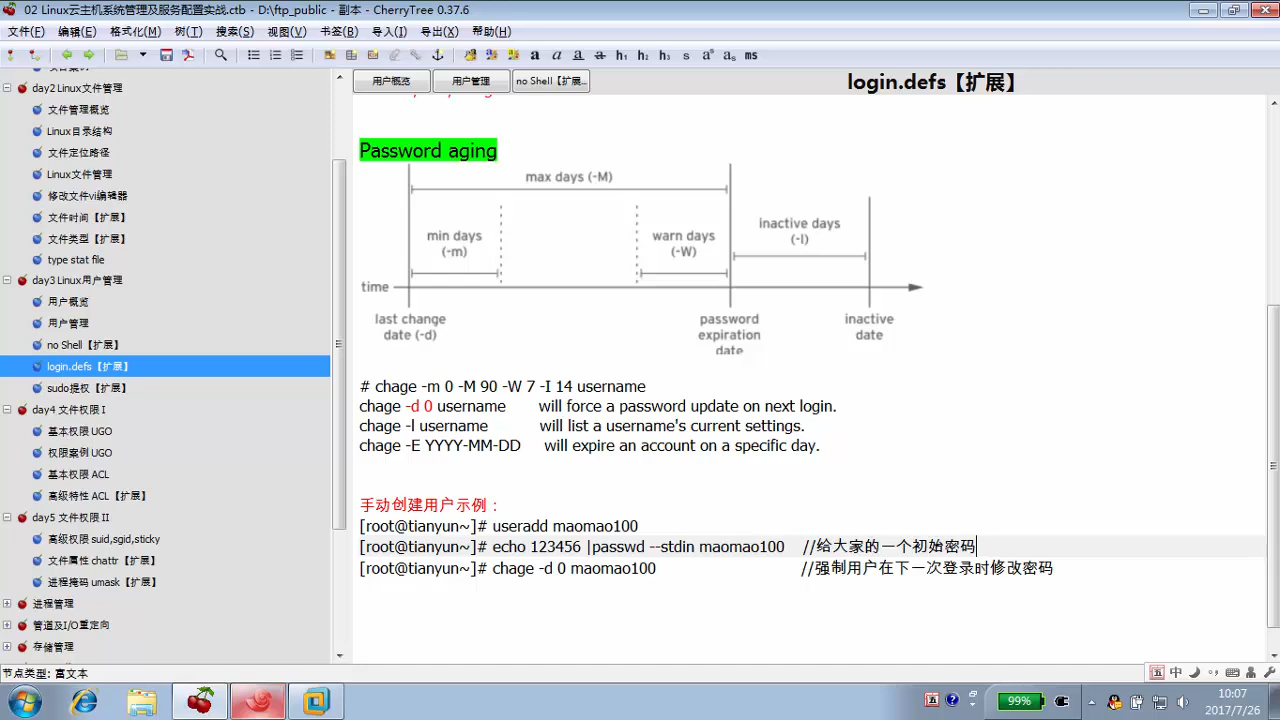 02 Linux云主机系统管理及服务配置实战.ctb - D:\ftp_public - 副本 - CherryTree 0.37.6
文件(F) 编辑(E) 格式化(M) 树(T) 搜索(S) 视图(V) 书签(B) 导入(I) 导出(X) 帮助(H)
a a a a h₁ h₂ h₃ s aˢ aₛ ms
day2 Linux文件管理
文件管理概览
Linux目录结构
文件定位路径
Linux文件管理
修改文件vi编辑器
文件时间【扩展】
文件类型【扩展】
type stat file
day3 Linux用户管理
用户概览
用户管理
no Shell【扩展】
login.defs【扩展】
sudo提权【扩展】
day4 文件权限 I
基本权限 UGO
权限案例 UGO
基本权限 ACL
高级特性 ACL【扩展】
day5 文件权限 II
高级权限 suid,sgid,sticky
文件属性 chattr【扩展】
进程掩码 umask【扩展】
进程管理
管道及I/O重定向
存储管理
用户概览 用户管理 no Shell【扩展... login.defs【扩展】
Password aging
max days (-M)
min days (-m)
warn days (-W)
inactive days (-I)
time
last change date (-d)
password expiration date
inactive date
# chage -m 0 -M 90 -W 7 -I 14 username
chage -d 0 username will force a password update on next login.
chage -l username will list a username's current settings.
chage -E YYYY-MM-DD will expire an account on a specific day.
手动创建用户示例：
[root@tianyun~]# useradd maomao100
[root@tianyun~]# echo 123456 |passwd --stdin maomao100 //给大家的一个初始密码
[root@tianyun~]# chage -d 0 maomao100 //强制用户在下一次登录时修改密码
节点类型: 富文本
五 中
五 99% 10:07
2017/7/26